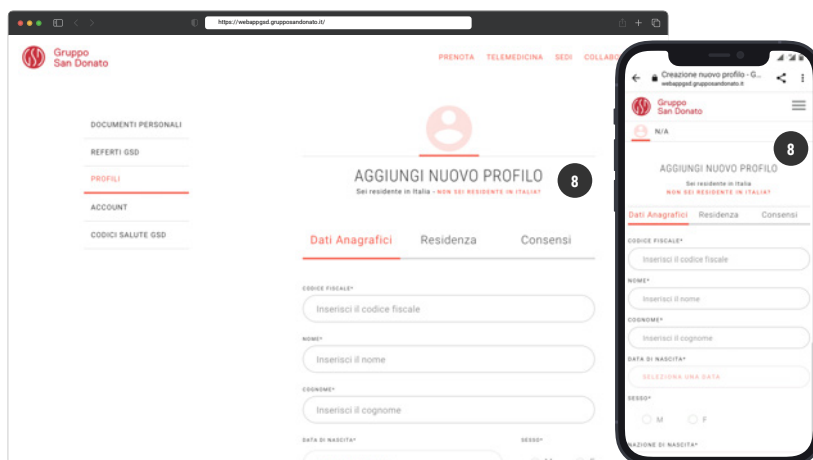 https://webappgsd.grupposandonato.it/
Gruppo
San Donato
PRENOTA TELEMEDICINA SEDI
DOCUMENTI PERSONALI
REFERTI GSD
PROFILI
ACCOUNT
CODICI SALUTE GSD
AGGIUNGI NUOVO PROFILO
8
Sei residente in Italia - NON SEI RESIDENTE IN ITALIA?
Dati Anagrafici Residenza Consensi
CODICE FISCALE*
Inserisci il codice fiscale
NOME*
Inserisci il nome
COGNOME*
Inserisci il cognome
DATA DI NASCITA* SESSO*
M F
Creazione nuovo profilo - G...
webappgsd.grupposandonato.it
Gruppo
San Donato
N/A
8
AGGIUNGI NUOVO PROFILO
Sei residente in Italia
NON SEI RESIDENTE IN ITALIA?
Dati Anagrafici Residenza Consensi
CODICE FISCALE*
Inserisci il codice fiscale
NOME*
Inserisci il nome
COGNOME*
Inserisci il cognome
DATA DI NASCITA*
SELEZIONA UNA DATA
SESSO*
M F
NAZIONE DI NASCITA*